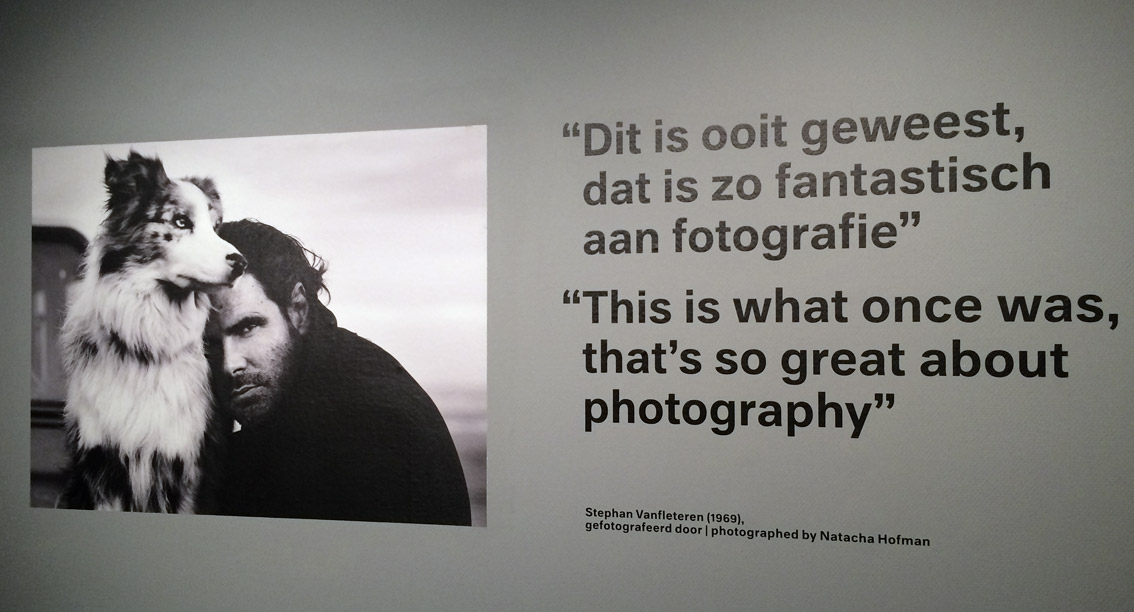 “Dit is ooit geweest,
dat is zo fantastisch
aan fotografie”
“This is what once was,
that’s so great about
photography”
Stephan Vanfleteren (1969),
gefotografeerd door | photographed by Natacha Hofman